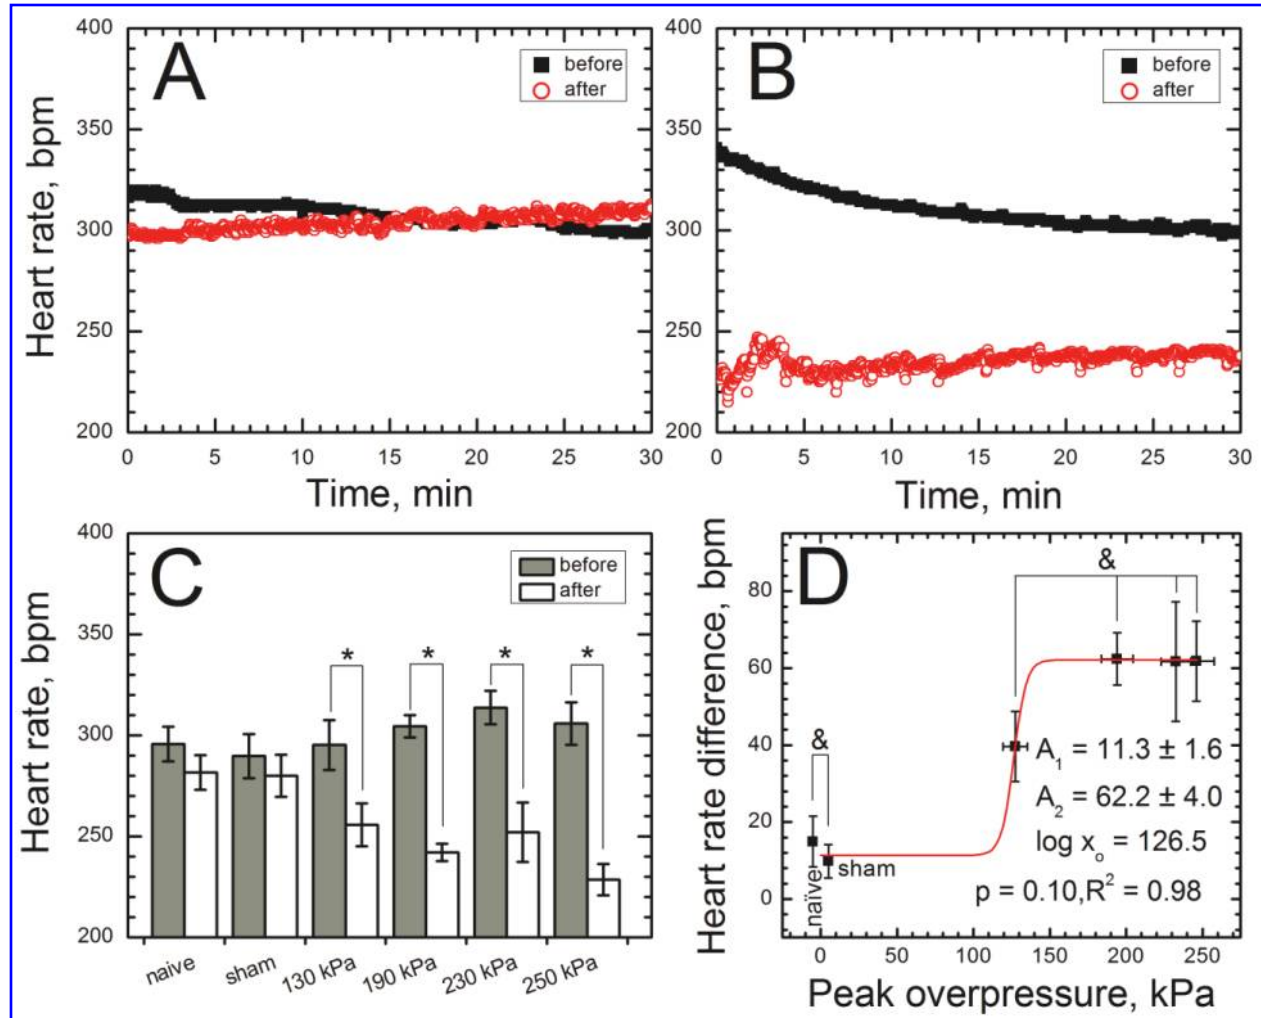 A
before
after
Heart rate, bpm
400
350
300
250
200
0 5 10 15 20 25 30
Time, min
B
before
after
400
350
300
250
200
0 5 10 15 20 25 30
Time, min
C
before
after
Heart rate, bpm
400
350
300
250
200
* * * *
naive sham 130 kPa 190 kPa 230 kPa 250 kPa
D
Heart rate difference, bpm
80
60
40
20
0
&
&
A₁ = 11.3 ± 1.6
A₂ = 62.2 ± 4.0
log xₒ = 126.5
p = 0.10,R² = 0.98
naïve
sham
0 50 100 150 200 250
Peak overpressure, kPa